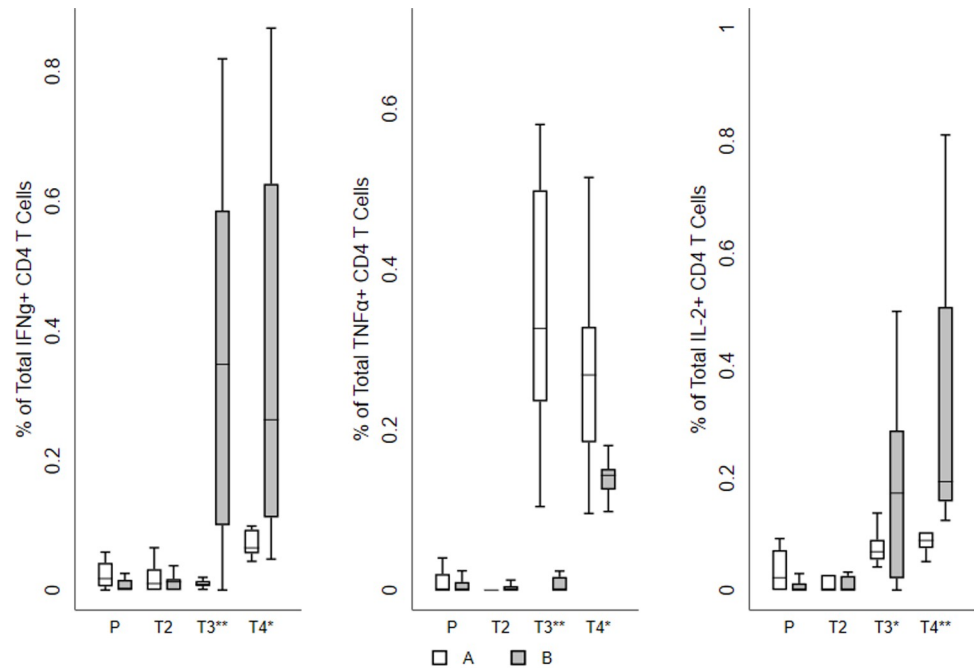 % of Total IFNg+ CD4 T Cells
0.8
0.6
0.4
0.2
0
P T2 T3** T4*
% of Total TNFα+ CD4 T Cells
0.6
0.4
0.2
0
P T2 T3** T4*
% of Total IL-2+ CD4 T Cells
1
0.8
0.6
0.4
0.2
0
P T2 T3* T4**
A B